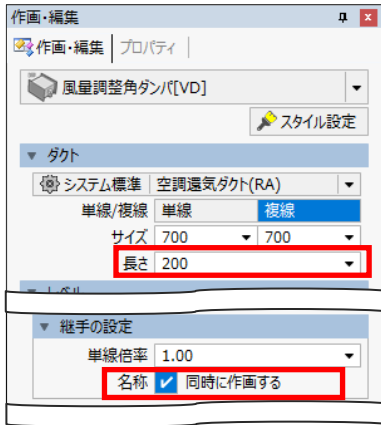 作画・編集
作画・編集 プロパティ
風量調整角ダンパ[VD]
スタイル設定
ダクト
システム標準 空調還気ダクト(RA)
単線/複線 単線 複線
サイズ 700 700
長さ 200
レベル
継手の設定
単線倍率 1.00
名称 同時に作画する